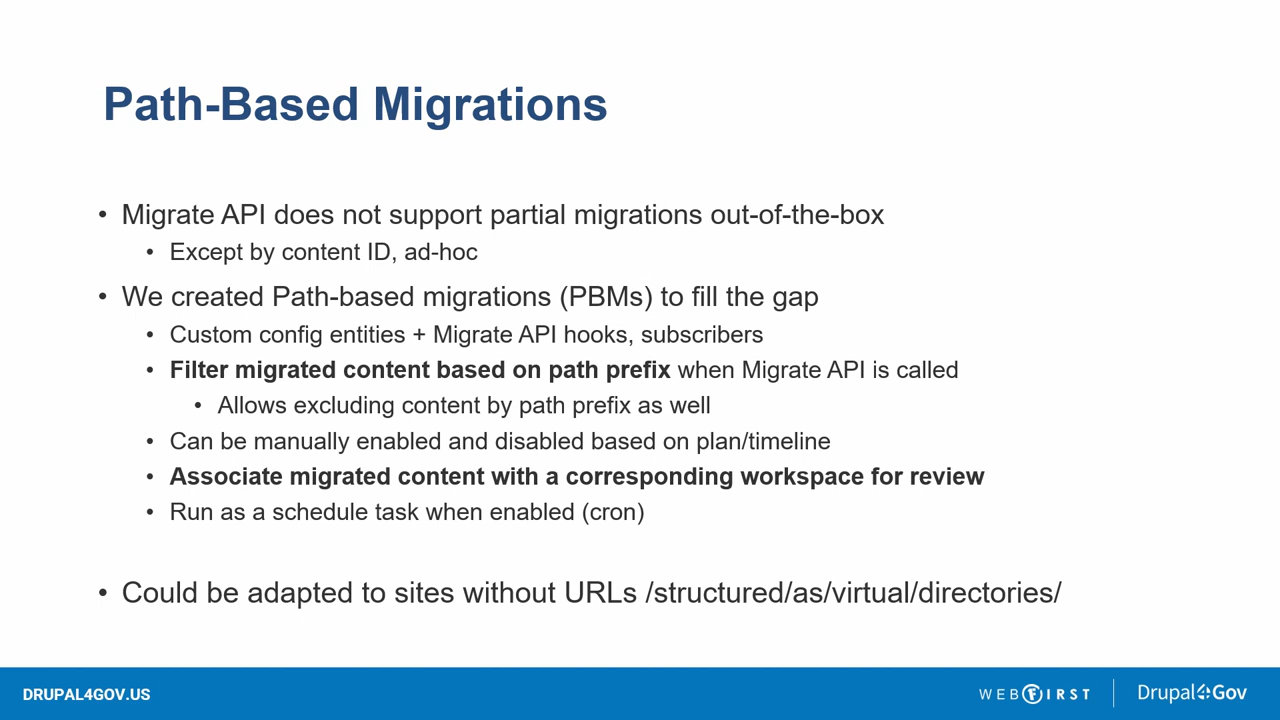 Path-Based Migrations
• Migrate API does not support partial migrations out-of-the-box
• Except by content ID, ad-hoc
• We created Path-based migrations (PBMs) to fill the gap
• Custom config entities + Migrate API hooks, subscribers
• Filter migrated content based on path prefix when Migrate API is called
• Allows excluding content by path prefix as well
• Can be manually enabled and disabled based on plan/timeline
• Associate migrated content with a corresponding workspace for review
• Run as a schedule task when enabled (cron)
• Could be adapted to sites without URLs /structured/as/virtual/directories/
DRUPAL4GOV.US
WEBFIRST
Drupal4Gov